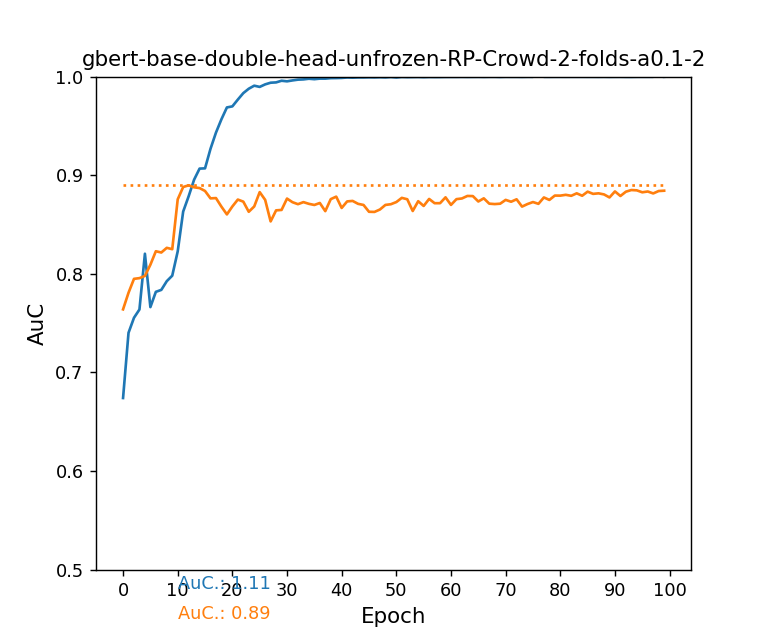 gbert-base-double-head-unfrozen-RP-Crowd-2-folds-a0.1-2
1.0
0.9
0.8
0.7
0.6
0.5
AuC
0 10 20 30 40 50 60 70 80 90 100
AuC.: 1.11
AuC.: 0.89
Epoch